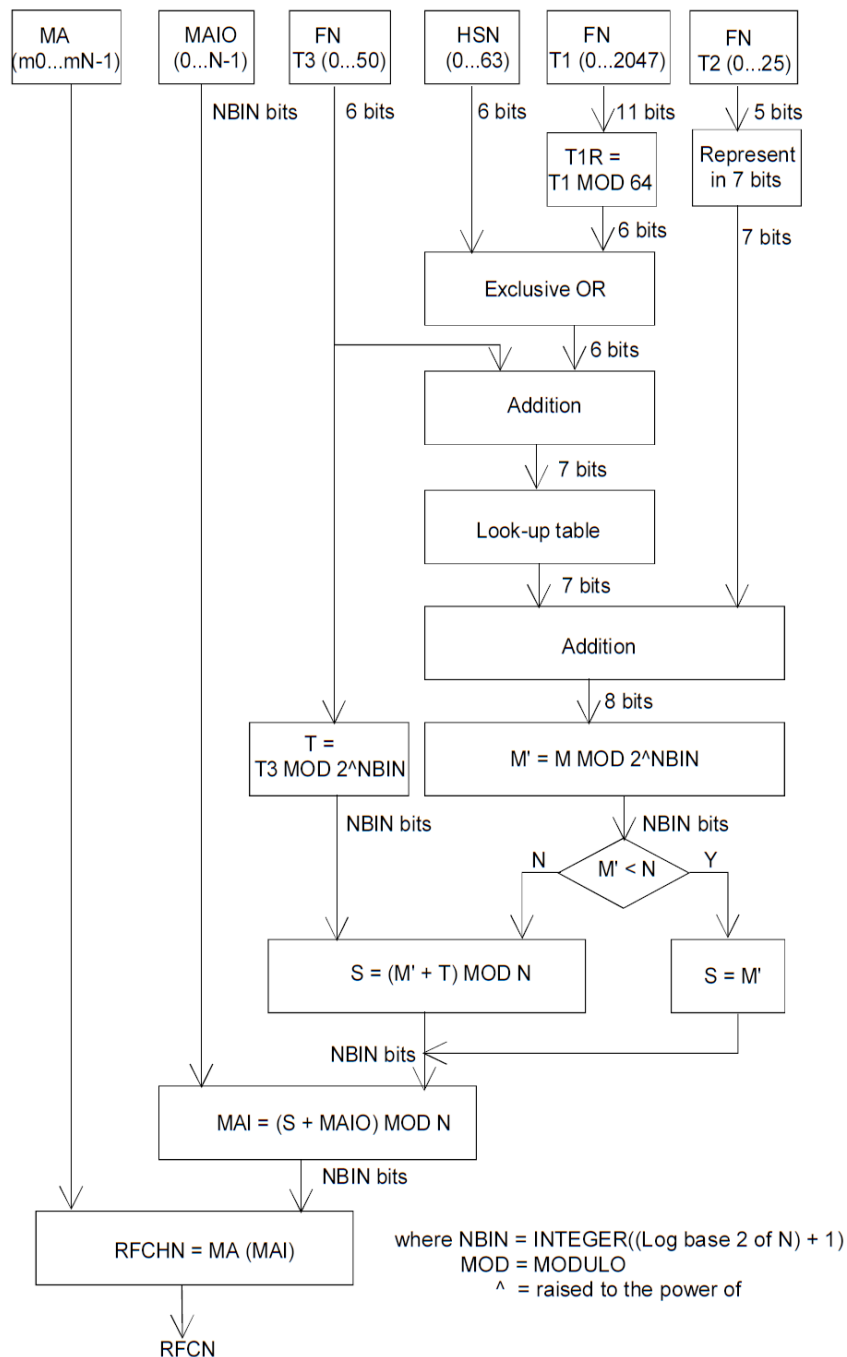 MA
(m0...mN-1)
MAIO
(0...N-1)
FN
T3 (0...50)
HSN
(0...63)
FN
T1 (0...2047)
FN
T2 (0...25)
NBIN bits
6 bits
6 bits
11 bits
5 bits
T1R =
T1 MOD 64
Represent
in 7 bits
6 bits
7 bits
Exclusive OR
6 bits
Addition
7 bits
Look-up table
7 bits
Addition
8 bits
T =
T3 MOD 2^NBIN
M' = M MOD 2^NBIN
NBIN bits
NBIN bits
N
M' < N
Y
S = (M' + T) MOD N
S = M'
NBIN bits
MAI = (S + MAIO) MOD N
NBIN bits
RFCHN = MA (MAI)
where NBIN = INTEGER((Log base 2 of N) + 1)
MOD = MODULO
^ = raised to the power of
RFCN